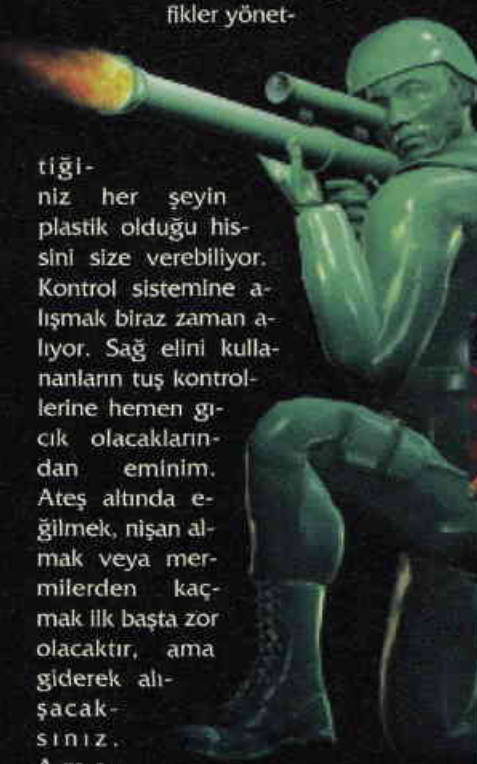 fikler yönet-
tiği-
niz her şeyin
plastik olduğu his-
sini size verebiliyor.
Kontrol sistemine a-
lışmak biraz zaman a-
lıyor. Sağ elini kulla-
nanların tuş kontrol-
lerine hemen gı-
cık olacakların-
dan eminim.
Ateş altında e-
ğilmek, nişan al-
mak veya mer-
milerden kaç-
mak ilk başta zor
olacaktır, ama
giderek alı-
şacak-
sınız.